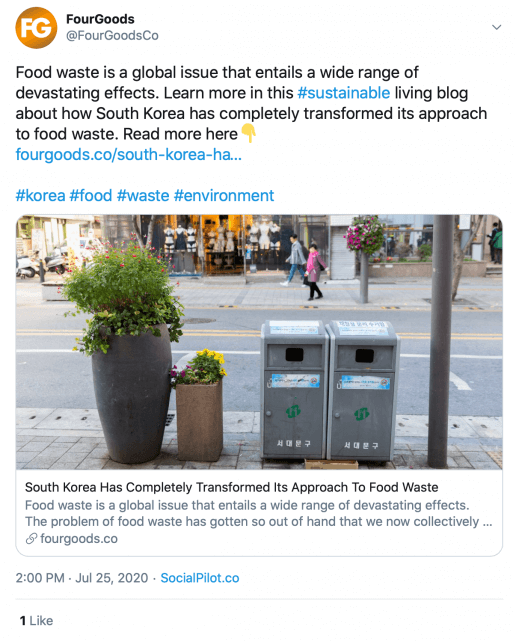 FG
FourGoods
@FourGoodsCo
Food waste is a global issue that entails a wide range of
devastating effects. Learn more in this #sustainable living blog
about how South Korea has completely transformed its approach
to food waste. Read more here👇
fourgoods.co/south-korea-ha...
#korea #food #waste #environment
서대문구
서대문구
South Korea Has Completely Transformed Its Approach To Food Waste
Food waste is a global issue that entails a wide range of devastating effects.
The problem of food waste has gotten so out of hand that we now collectively ...
fourgoods.co
2:00 PM · Jul 25, 2020 · SocialPilot.co
1 Like